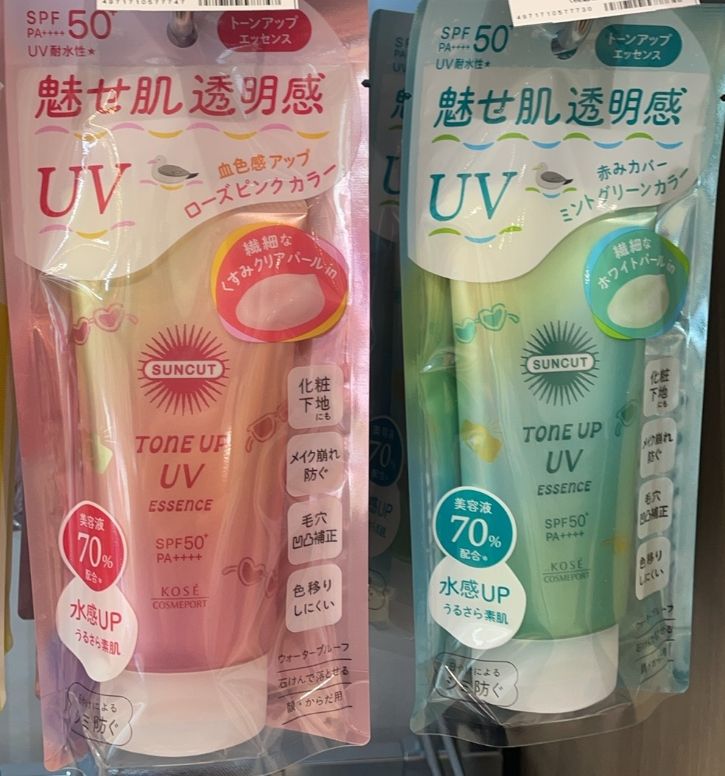 4971710577747
SPF 50+
PA++++
UV耐水性★
トーンアップ
エッセンス
魅せ肌 透明感
UV
血色感アップ
ローズピンクカラー
繊細な
くすみクリアパールin
SUNCUT
TONE UP
UV
ESSENCE
SPF50+
PA++++
KOSÉ
COSMEPORT
化粧
下地
にも
メイク崩れ
防ぐ
毛穴
凹凸補正
色移り
しにくい
美容液
70%
配合※
水感UP
うるさら素肌
ウォータープルーフ
石けんで落とせる
顔・からだ用
シミ防ぐ
4971710577730
SPF 50+
PA++++
UV耐水性★
トーンアップ
エッセンス
魅せ肌 透明感
UV
赤みカバー
ミントグリーンカラー
繊細な
ホワイトパールin
SUNCUT
TONE UP
UV
ESSENCE
SPF50+
PA++++
KOSÉ
COSMEPORT
化粧
下地
にも
メイク崩れ
防ぐ
毛穴
凹凸補正
色移り
しにくい
美容液
70%
配合※
水感UP
うるさら素肌
による
シミ防ぐ